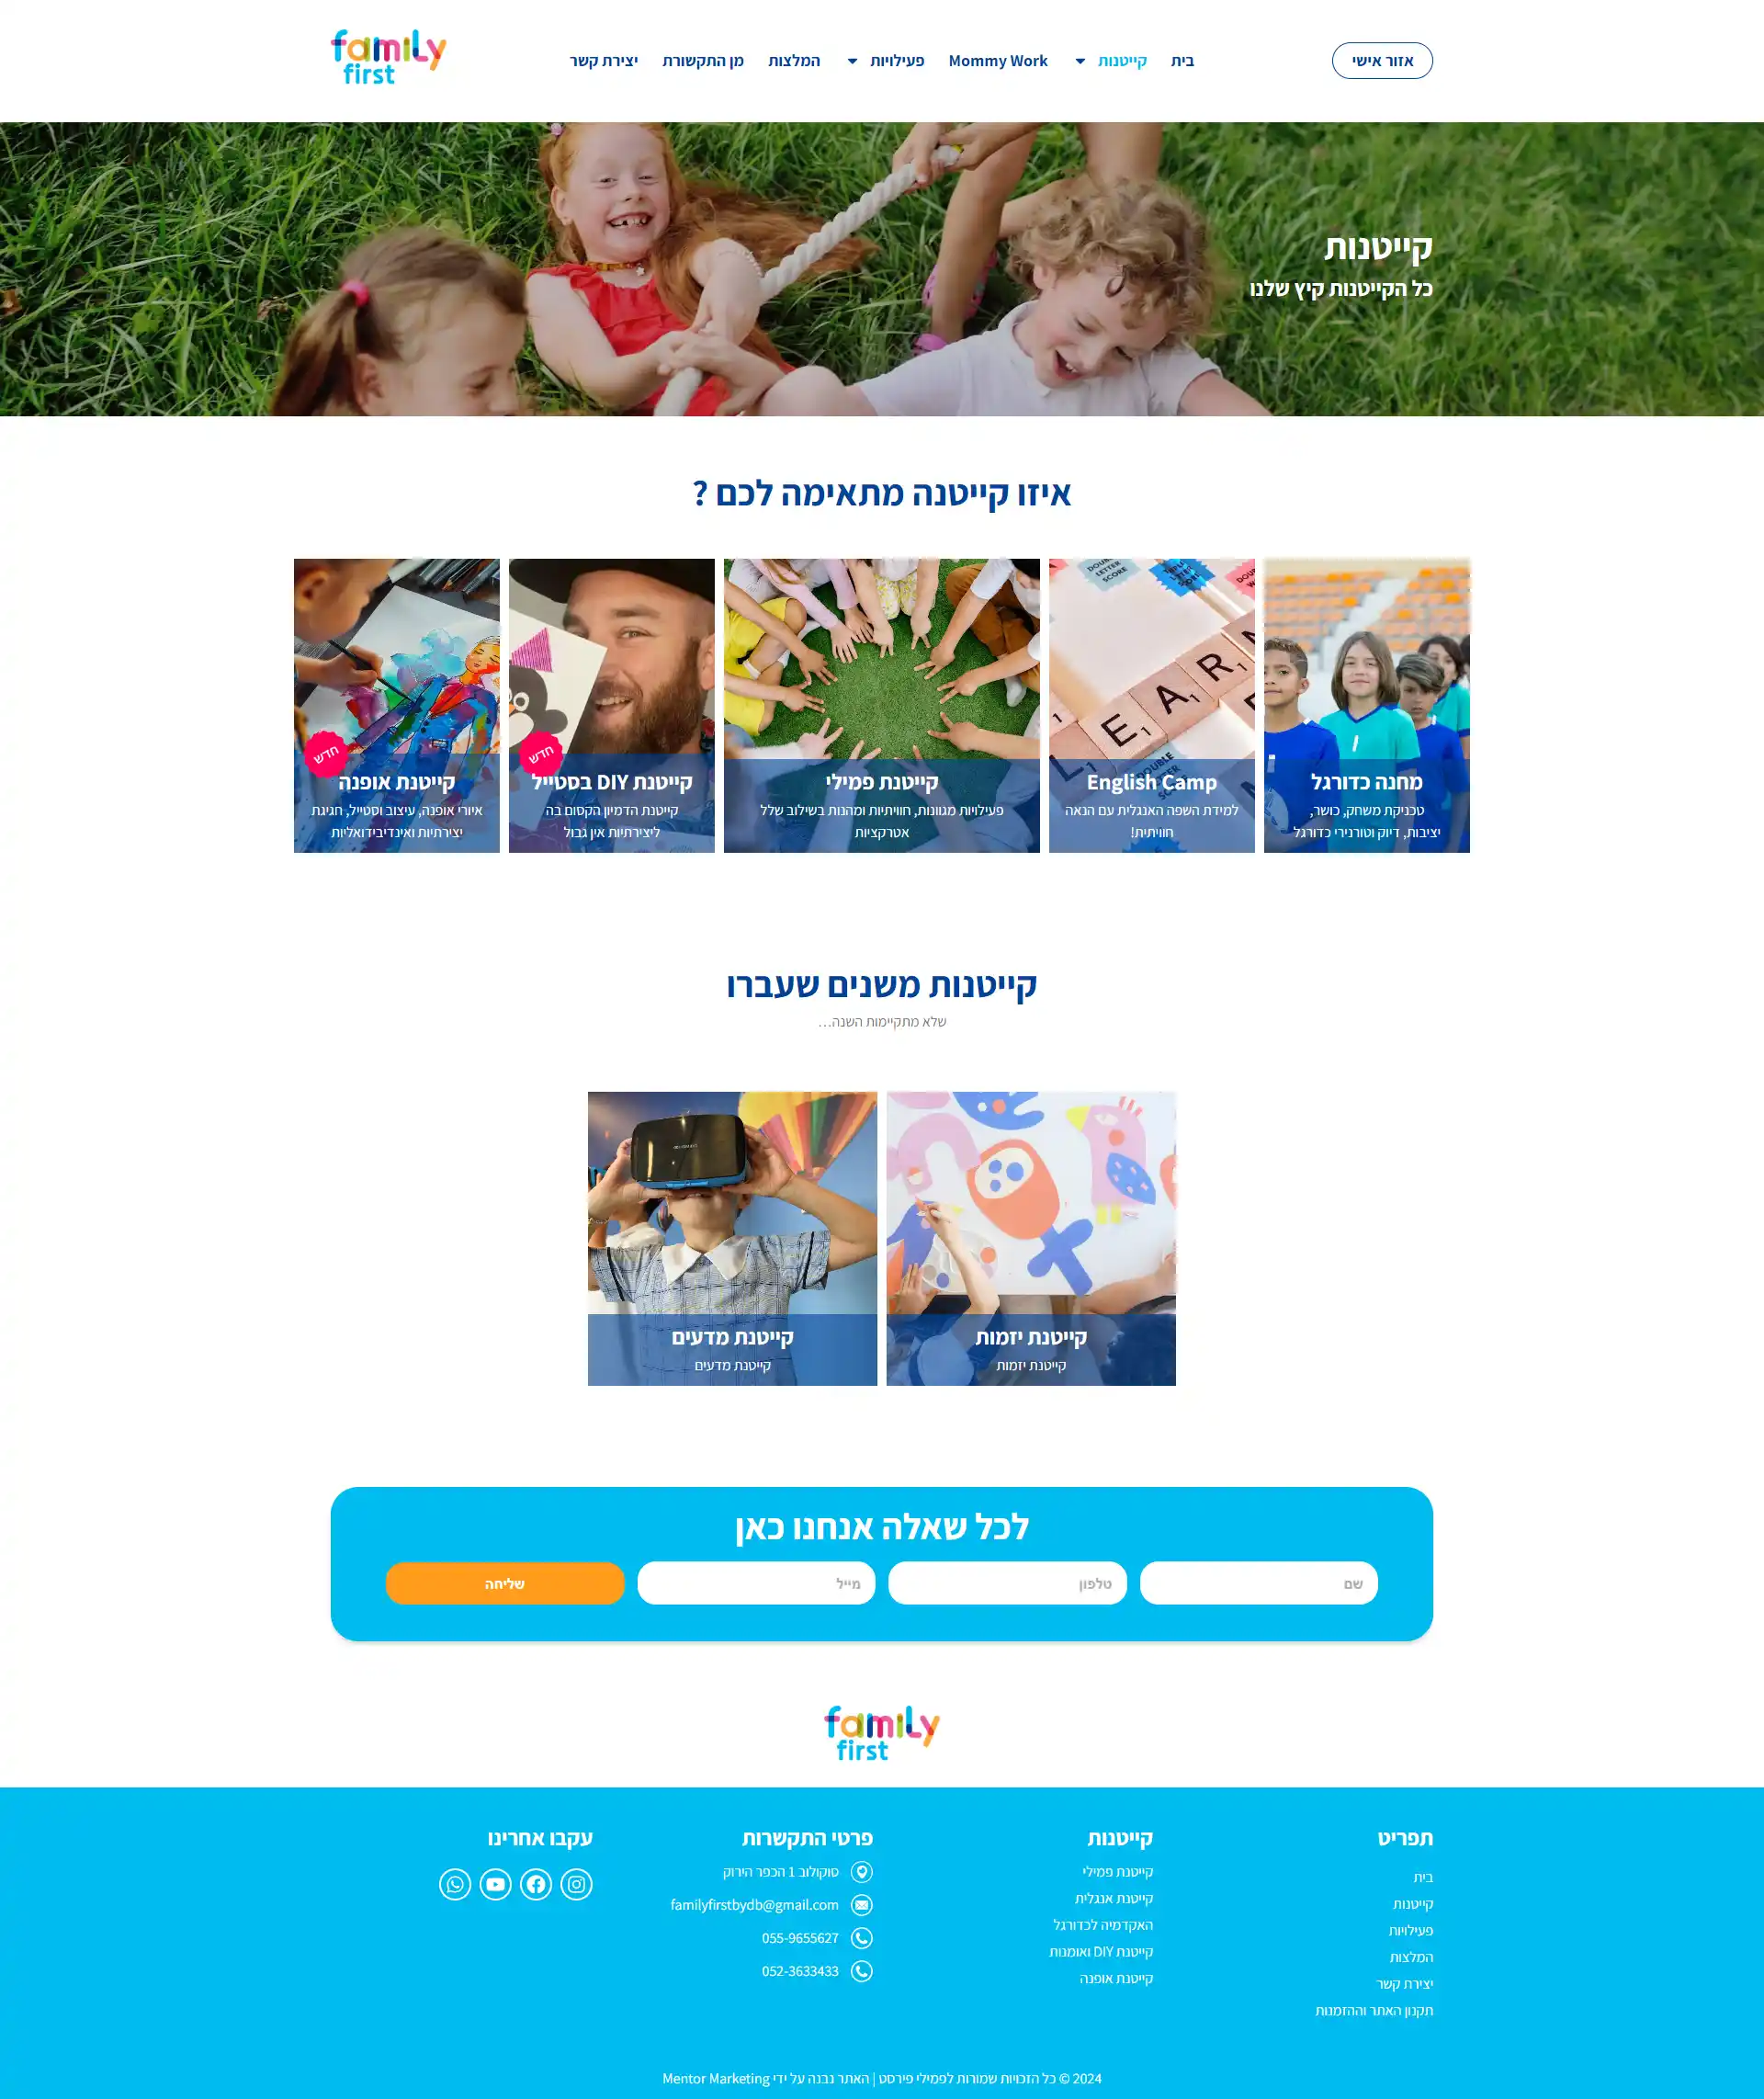 אזור אישי
בית
קייטנות
Mommy Work
פעילויות
המלצות
מן התקשורת
יצירת קשר
family
first
קייטנות
כל הקייטנות קיץ שלנו
איזו קייטנה מתאימה לכם ?
DOUBLE
LETTER
SCORE
LEAR
מחנה כדורגל
טכניקת משחק, כושר,
יציבות, דיוק וטורנירי כדורגל
English Camp
למידת השפה האנגלית עם הנאה
חוויתית!
קייטנת פמילי
פעילויות מגוונות, חוויתיות ומהנות בשילוב שלל
אטרקציות
חדש
קייטנת DIY בסטייל
קייטנת הדמיון הקסום בה
ליצירתיות אין גבול
חדש
קייטנת אופנה
איורי אופנה, עיצוב וסטייל, חגיגת
יצירתיות ואינדיבידואליות
קייטנות משנים שעברו
שלא מתקיימות השנה...
קייטנת יזמות
קייטנת יזמות
קייטנת מדעים
קייטנת מדעים
לכל שאלה אנחנו כאן
שם
טלפון
מייל
שליחה
family
first
תפריט
בית
קייטנות
פעילויות
המלצות
יצירת קשר
תקנון האתר וההזמנות
קייטנות
קייטנת פמילי
קייטנת אנגלית
האקדמיה לכדורגל
קייטנת DIY ואומנות
קייטנת אופנה
פרטי התקשרות
סוקולוב 1 הכפר הירוק
familyfirstbydb@gmail.com
055-9655627
052-3633433
עקבו אחרינו
2024 © כל הזכויות שמורות לפמילי פירסט | האתר נבנה על ידי Mentor Marketing